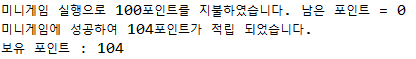 미니게임 실행으로 100포인트를 지불하였습니다. 남은 포인트 = 0
미니게임에 성공하여 104포인트가 적립 되었습니다.
보유 포인트 : 104